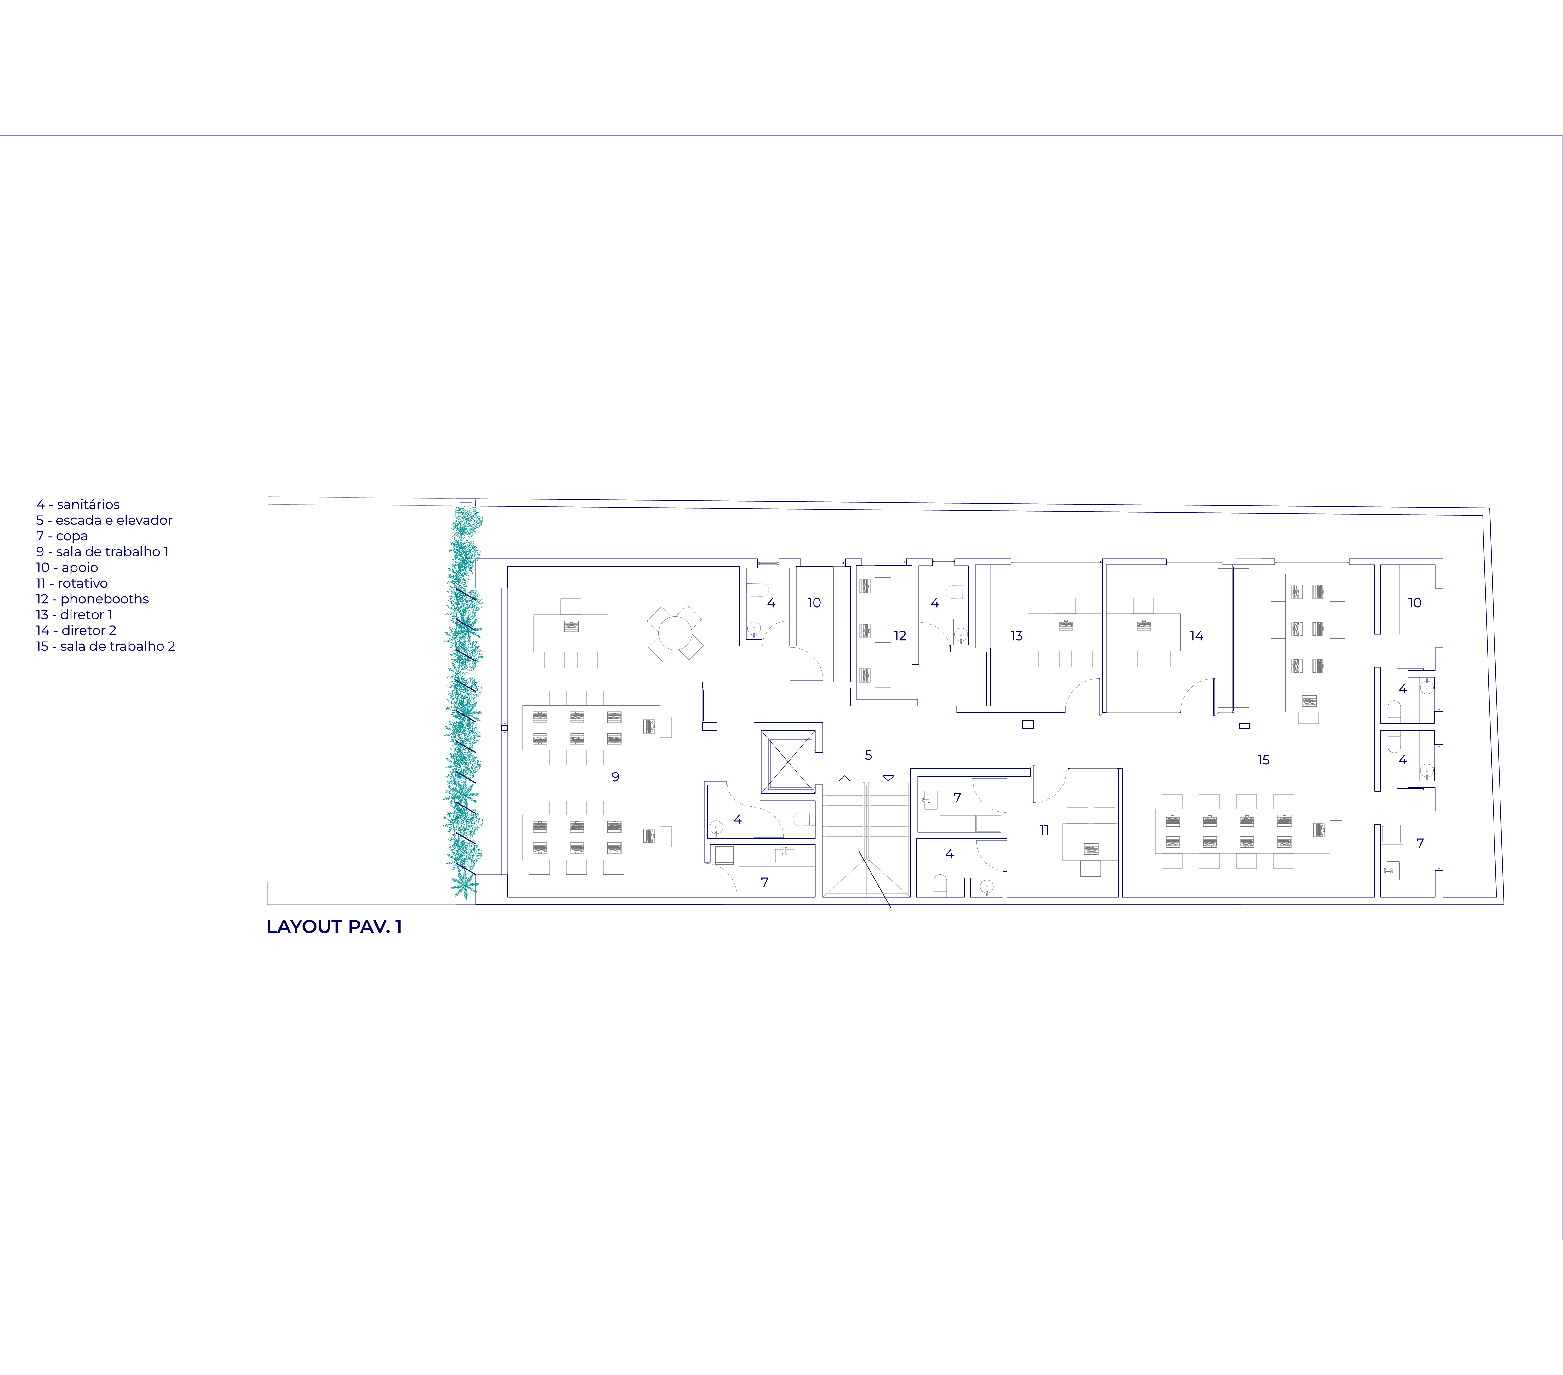 4 - sanitários
5 - escada e elevador
7 - copa
9 - sala de trabalho 1
10 - apoio
11 - rotativo
12 - phonebooths
13 - diretor 1
14 - diretor 2
15 - sala de trabalho 2
4
10
4
12
13
14
10
4
5
15
4
9
7
4
11
7
4
7
LAYOUT PAV. 1